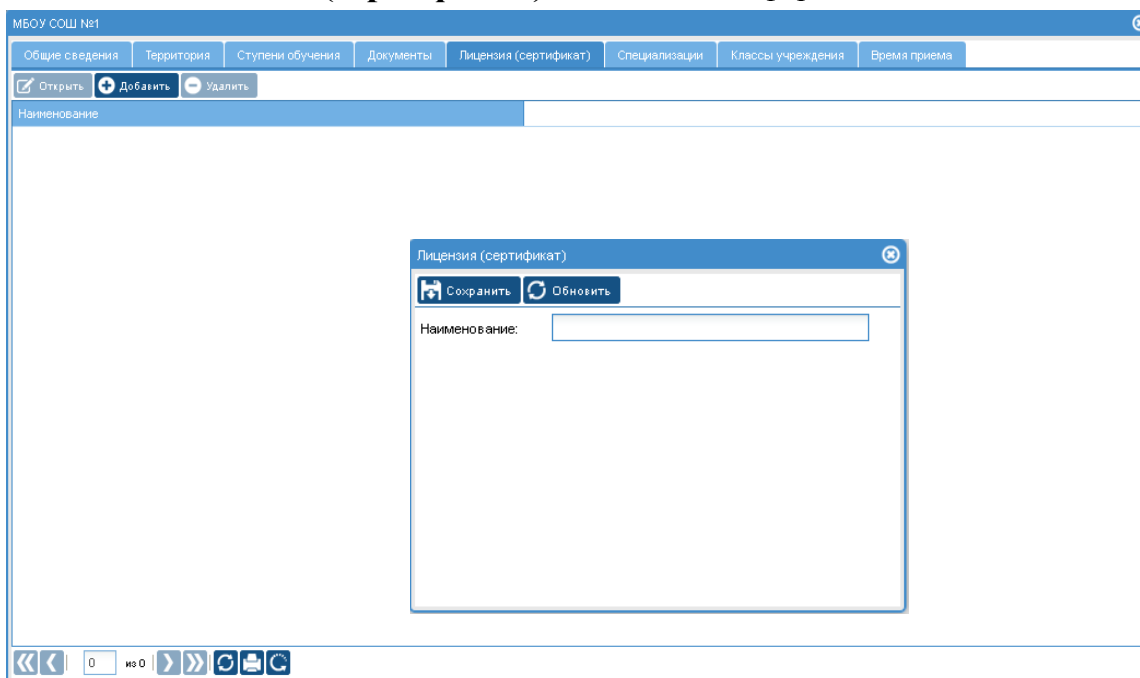 МБОУ СОШ №1
Общие сведения Территория Ступени обучения Документы Лицензия (сертификат) Специализации Классы учреждения Время приема
Открыть Добавить Удалить
Наименование
Лицензия (сертификат)
Сохранить Обновить
Наименование:
0 из 0